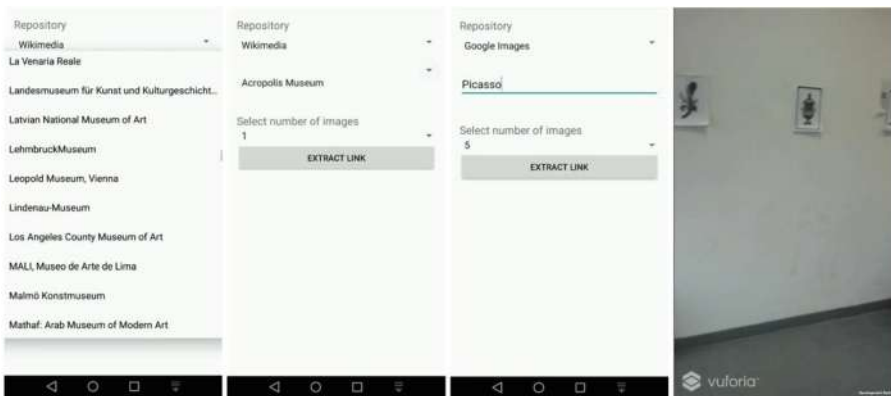 Repository
Wikimedia
La Venaria Reale
Landesmuseum für Kunst und Kulturgeschicht...
Latvian National Museum of Art
LehmbruckMuseum
Leopold Museum, Vienna
Lindenau-Museum
Los Angeles County Museum of Art
MALI, Museo de Arte de Lima
Malmö Konstmuseum
Mathaf: Arab Museum of Modern Art
Repository
Wikimedia
Acropolis Museum
Select number of images
1
EXTRACT LINK
Repository
Google Images
Picasso
Select number of images
5
EXTRACT LINK
vuforia